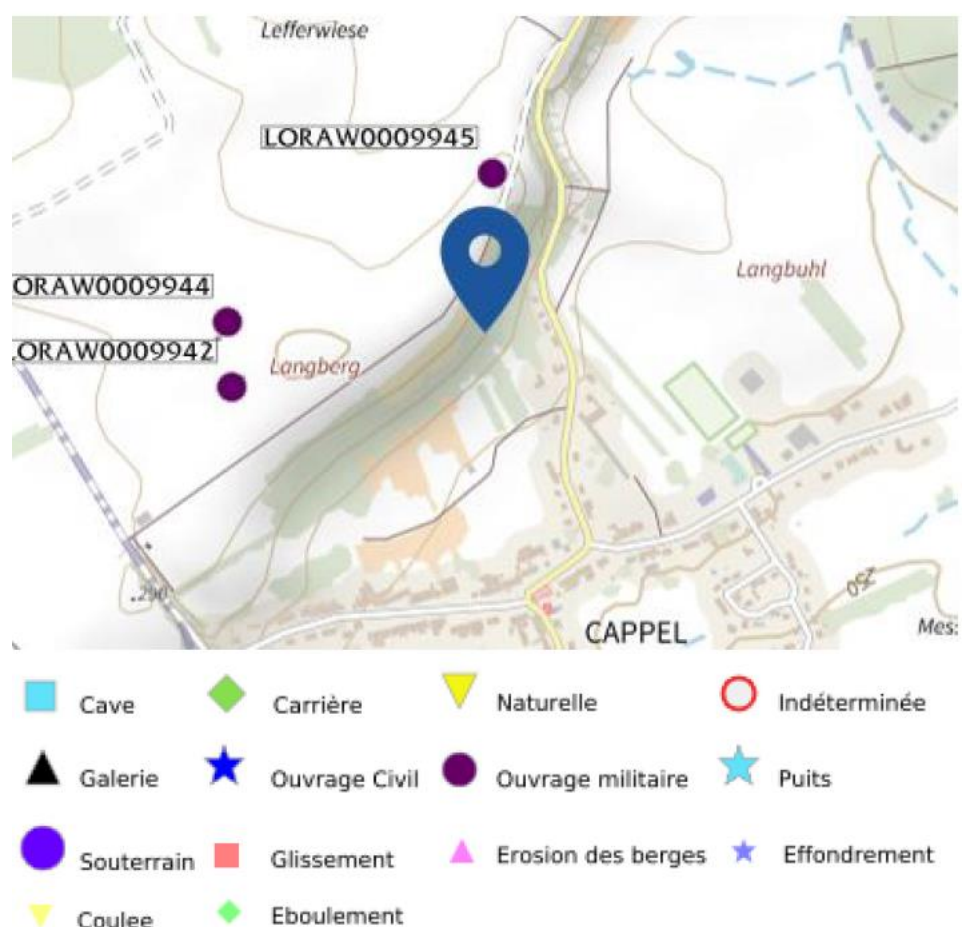 Lefferwiese
LORAW0009945
Langbuhl
ORAW0009944
ORAW0009942
Langberg
250
290
CAPPEL
Mes
Cave
Carrière
Naturelle
Indéterminée
Galerie
Ouvrage Civil
Ouvrage militaire
Puits
Souterrain
Glissement
Erosion des berges
Effondrement
Coulee
Eboulement